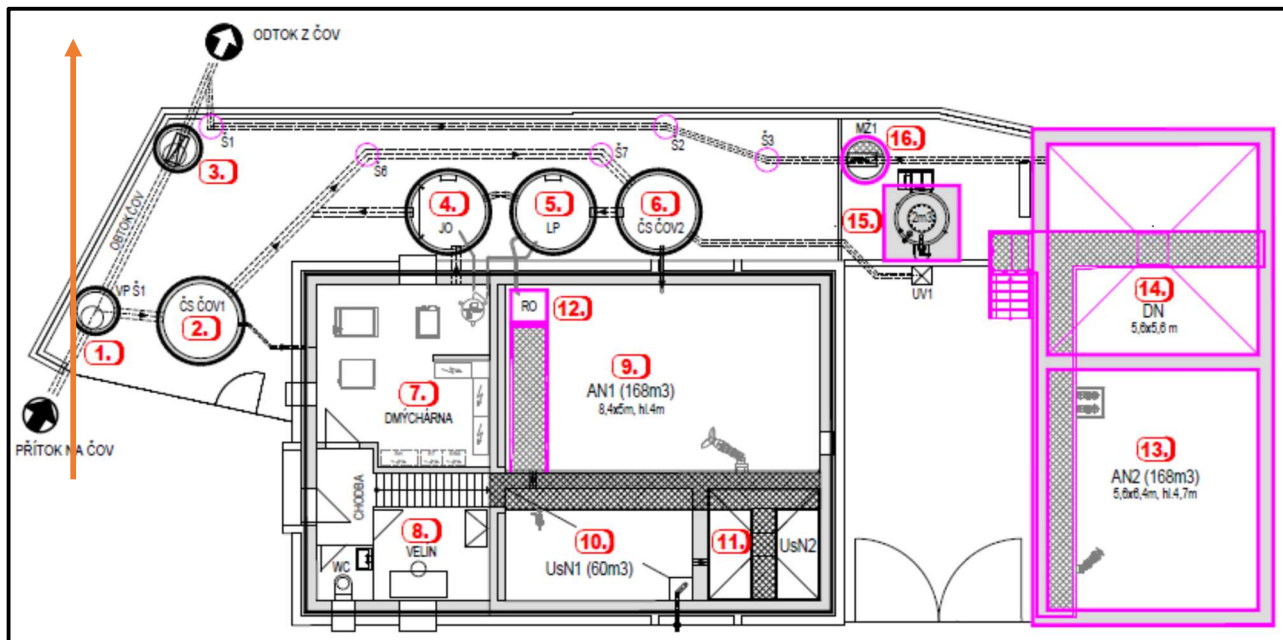 ODTOK Z ČOV
Š1
Š2
Š3
MŽ1
16.
3.
Š6
Š7
OBTOK ČOV
4.
JO
5.
LP
6.
ČS ČOV2
15.
2m3
VP Š1
ČS ČOV1
2.
1.
UV1
14.
DN
5,6x5,6 m
RO
12.
9.
AN1 (168m3)
8,4x5m, hl.4m
7.
DMÝCHÁRNA
PŘÍTOK NA ČOV
13.
AN2 (168m3)
5,6x6,4m, hl.4,7m
CHODBA
8.
VELÍN
WC
10.
UsN1 (60m3)
11.
UsN2